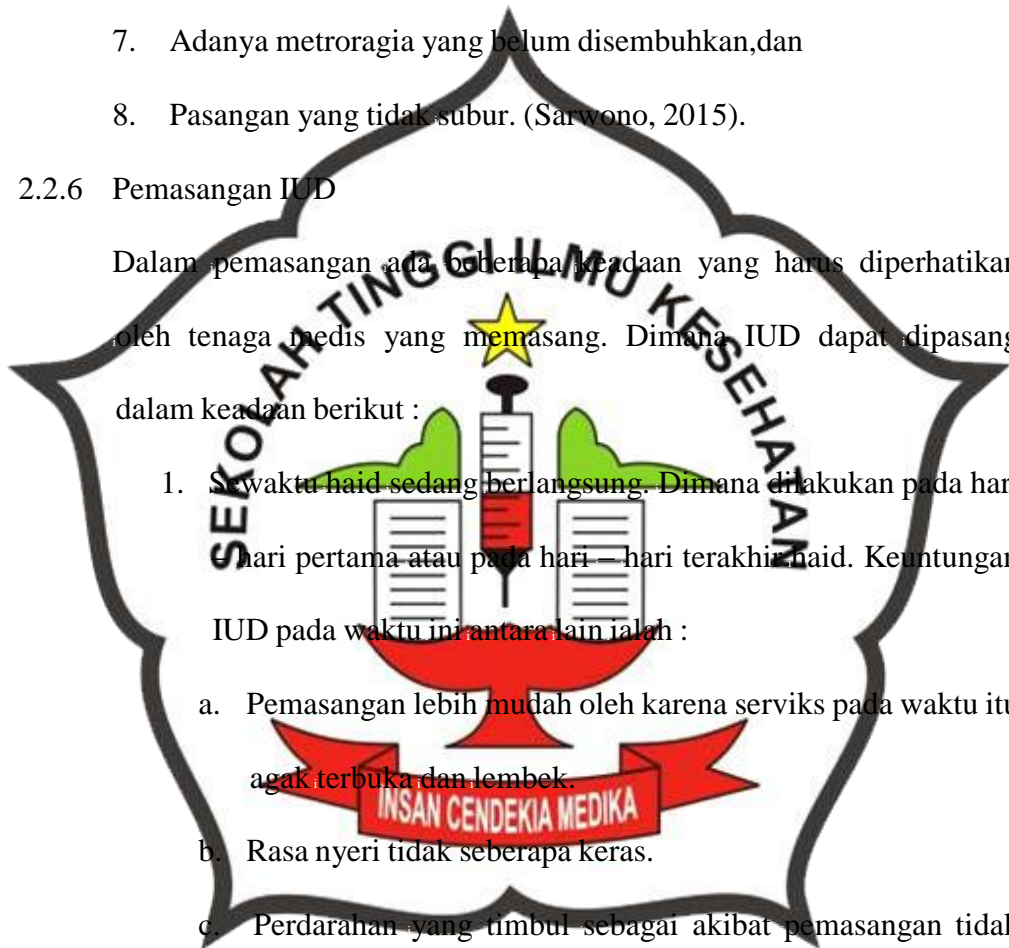 7. Adanya metroragia yang belum disembuhkan,dan
8. Pasangan yang tidak subur. (Sarwono, 2015).
2.2.6 Pemasangan IUD
Dalam pemasangan ada beberapa keadaan yang harus diperhatikan
oleh tenaga medis yang memasang. Dimana IUD dapat dipasang
dalam keadaan berikut :
1. Sewaktu haid sedang berlangsung. Dimana dilakukan pada hari
– hari pertama atau pada hari – hari terakhir haid. Keuntungan
IUD pada waktu ini antara lain ialah :
a. Pemasangan lebih mudah oleh karena serviks pada waktu itu
agak terbuka dan lembek.
b. Rasa nyeri tidak seberapa keras.
c. Perdarahan yang timbul sebagai akibat pemasangan tidak
SEKOLAH TINGGI ILMU KESEHATAN
INSAN CENDEKIA MEDIKA